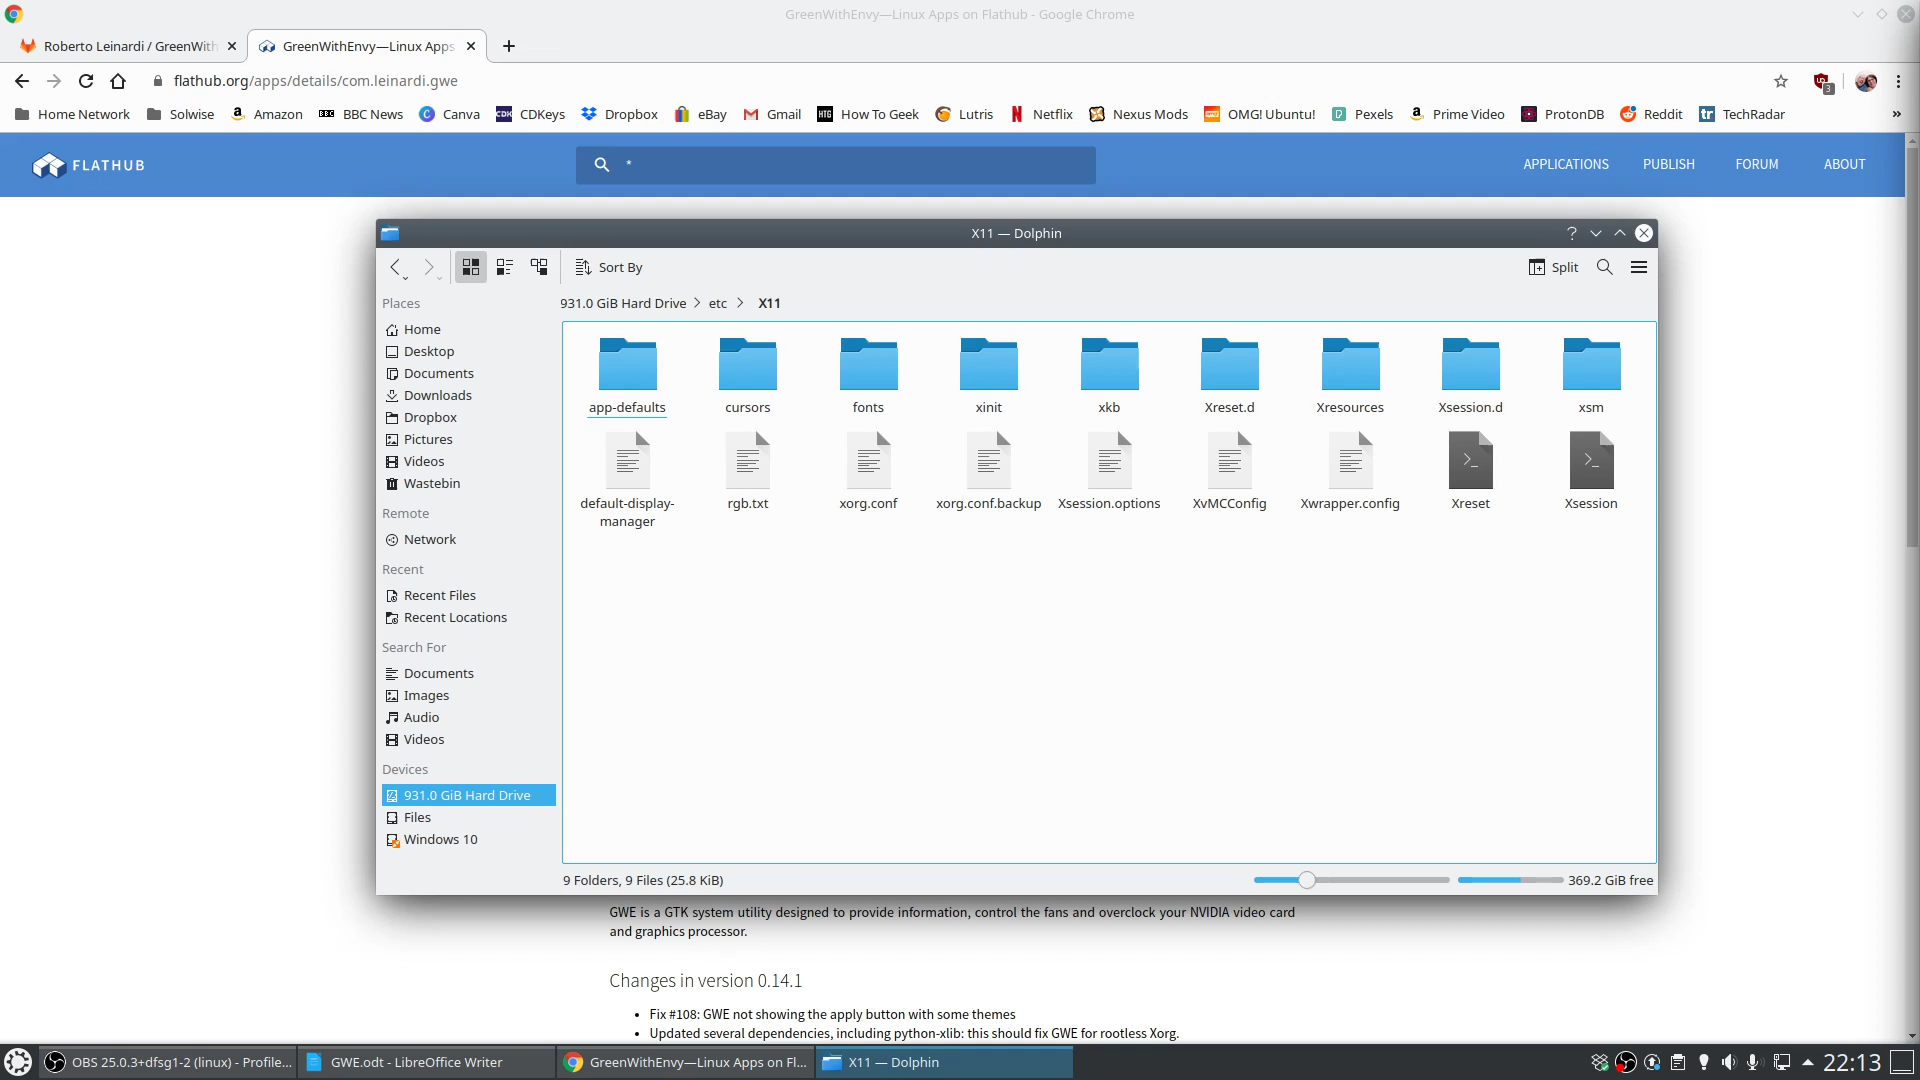 GreenWithEnvy—Linux Apps on Flathub - Google Chrome
Roberto Leinardi / GreenWith
GreenWithEnvy—Linux Apps
flathub.org/apps/details/com.leinardi.gwe
3
Home Network
Solwise
Amazon
BBC News
Canva
CDKeys
Dropbox
eBay
Gmail
How To Geek
Lutris
Netflix
Nexus Mods
OMG! Ubuntu!
Pexels
Prime Video
ProtonDB
Reddit
TechRadar
»
FLATHUB
*
APPLICATIONS
PUBLISH
FORUM
ABOUT
X11 — Dolphin
Sort By
Split
Places
Home
Desktop
Documents
Downloads
Dropbox
Pictures
Videos
Wastebin
Remote
Network
Recent
Recent Files
Recent Locations
Search For
Documents
Images
Audio
Videos
Devices
931.0 GiB Hard Drive
Files
Windows 10
931.0 GiB Hard Drive > etc > X11
app-defaults
cursors
fonts
xinit
xkb
Xreset.d
Xresources
Xsession.d
xsm
default-display-
manager
rgb.txt
xorg.conf
xorg.conf.backup
Xsession.options
XvMCConfig
Xwrapper.config
Xreset
Xsession
9 Folders, 9 Files (25.8 KiB)
369.2 GiB free
GWE is a GTK system utility designed to provide information, control the fans and overclock your NVIDIA video card
and graphics processor.
Changes in version 0.14.1
• Fix #108: GWE not showing the apply button with some themes
• Updated several dependencies, including python-xlib: this should fix GWE for rootless Xorg.
OBS 25.0.3+dfsg1-2 (linux) - Profile...
GWE.odt - LibreOffice Writer
GreenWithEnvy—Linux Apps on Fl...
X11 — Dolphin
22:13